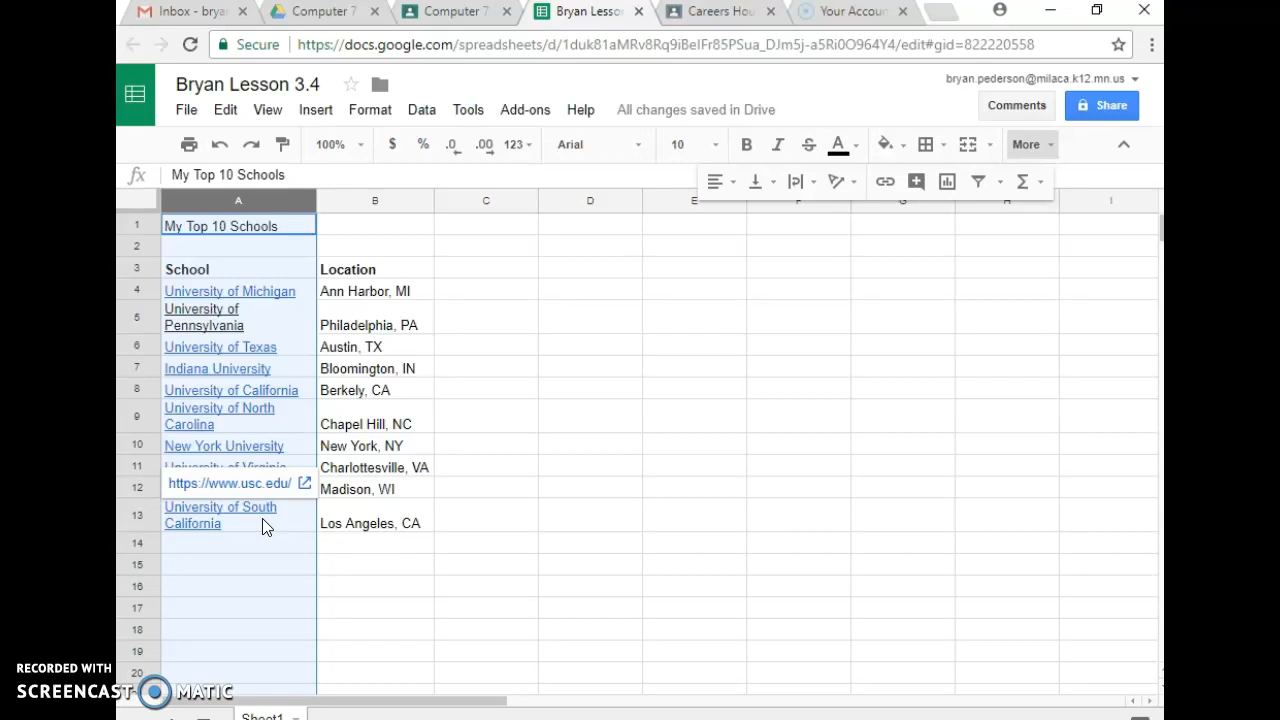 Inbox - bryan
Computer 7
Computer 7
Bryan Lesso
Careers Hou
Your Accoun
Secure
https://docs.google.com/spreadsheets/d/1duk81aMRv8Rq9iBeIFr85PSua_DJm5j-a5Ri0O964Y4/edit#gid=822220558
Bryan Lesson 3.4
bryan.pederson@milaca.k12.mn.us
File Edit View Insert Format Data Tools Add-ons Help All changes saved in Drive
Comments
Share
100% $ % .0 .00 123 Arial 10 B I S A More
fx My Top 10 Schools
A B C D E F G H I
1 My Top 10 Schools
2
3 School Location
4 University of Michigan Ann Harbor, MI
University of
5 Pennsylvania Philadelphia, PA
6 University of Texas Austin, TX
7 Indiana University Bloomington, IN
8 University of California Berkely, CA
University of North
9 Carolina Chapel Hill, NC
10 New York University New York, NY
11 University of Virginia Charlottesville, VA
https://www.usc.edu/
12 Madison, WI
University of South
13 California Los Angeles, CA
14
15
16
17
18
19
20
RECORDED WITH
SCREENCAST MATIC
Sheet1